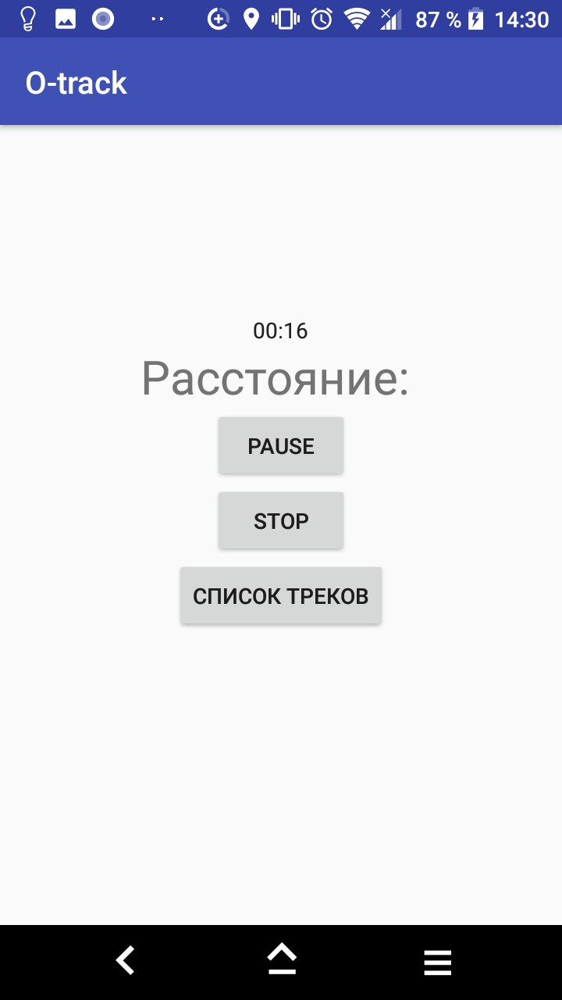 87 % 14:30
O-track
00:16
Расстояние:
PAUSE
STOP
СПИСОК ТРЕКОВ